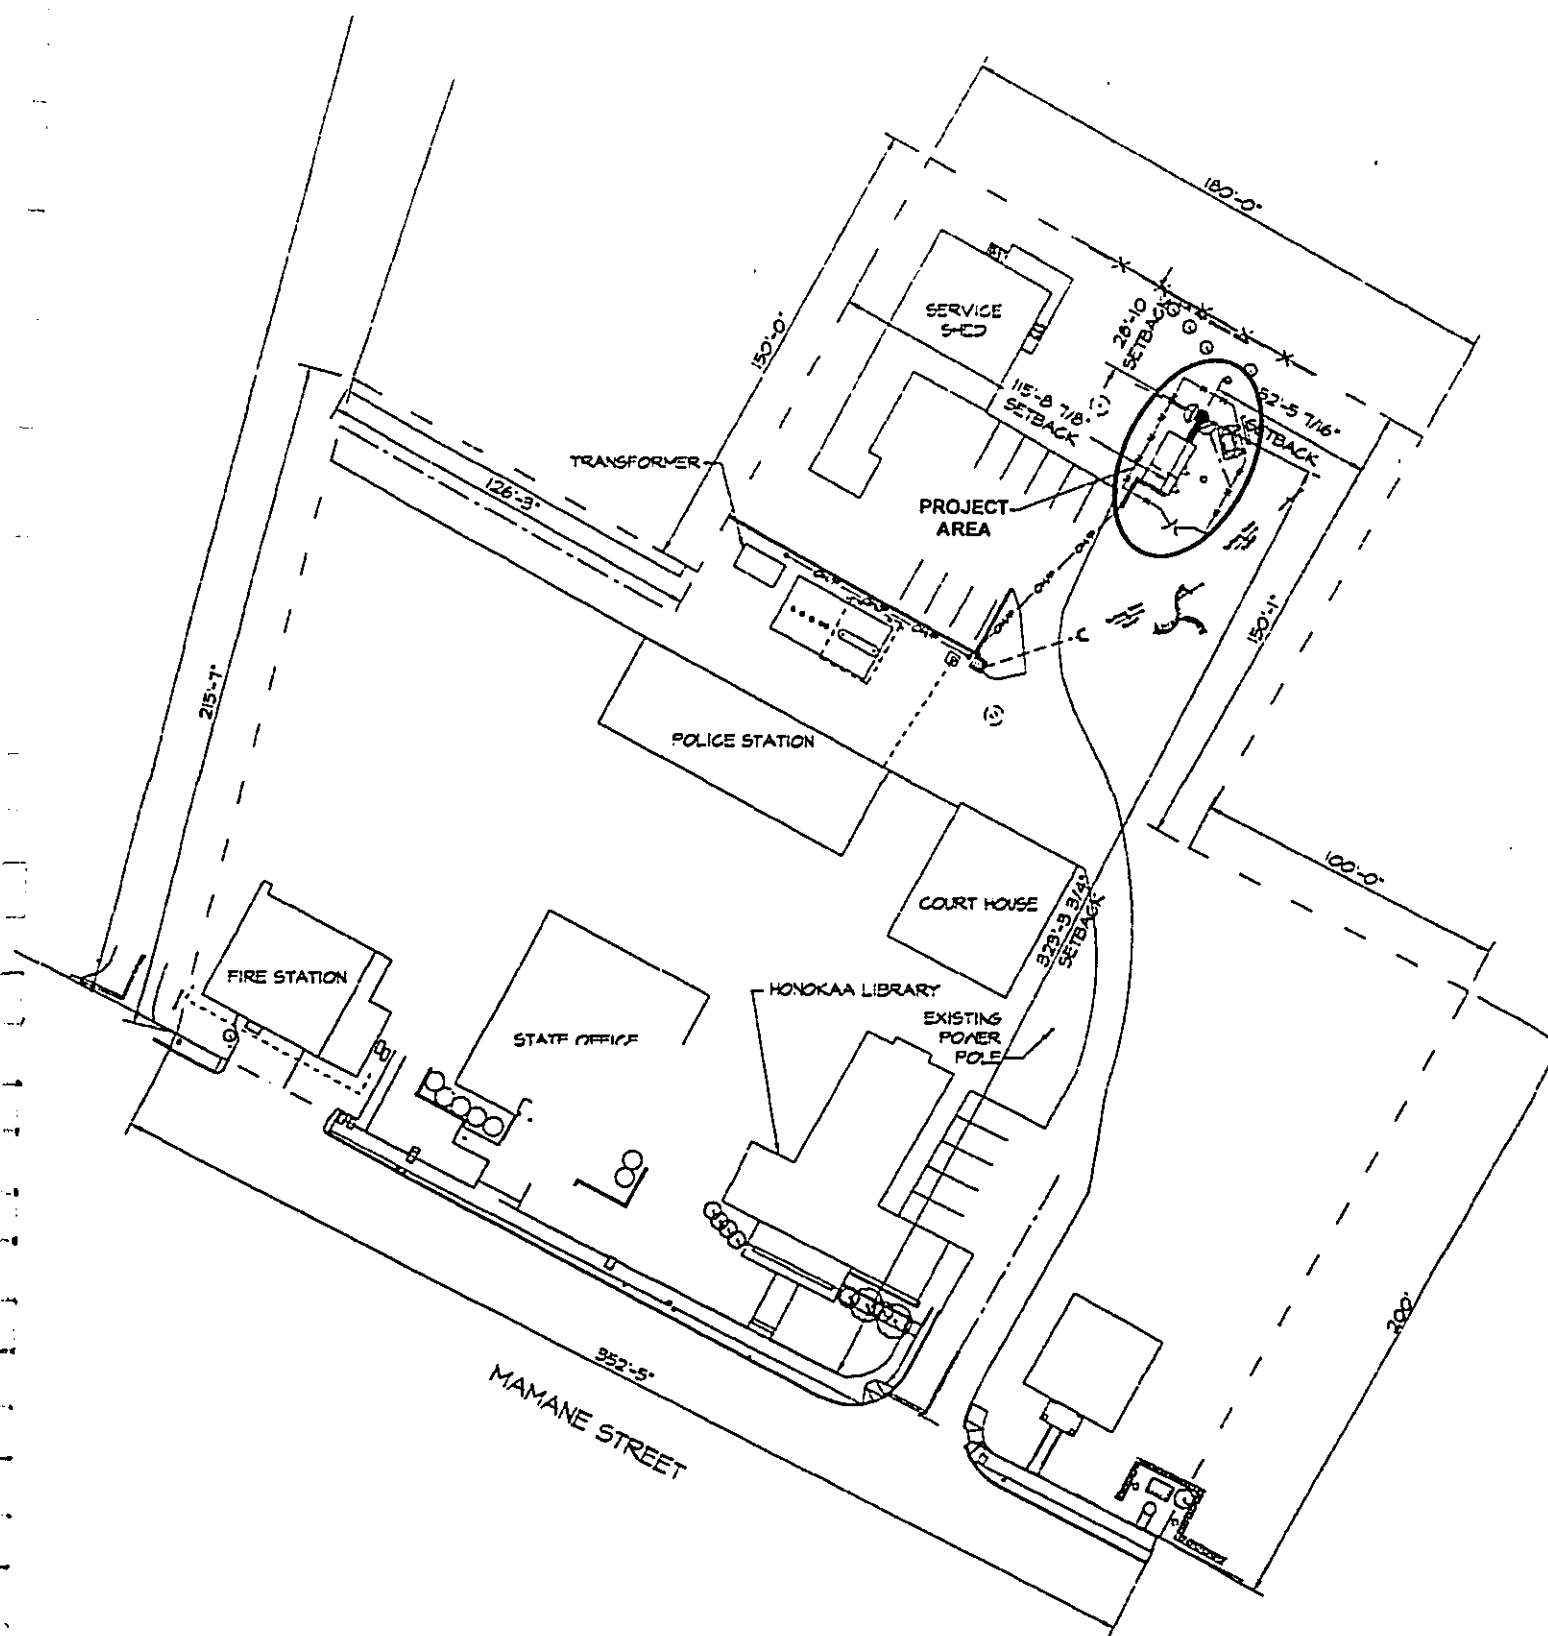 180'-0"
150'-0"
SERVICE
SHED
28'-10
SETBACK
115'-8 7/8"
SETBACK
52'-5 7/16"
SETBACK
TRANSFORMER
126'-3"
PROJECT
AREA
150'-1"
215'-7"
POLICE STATION
100'-0"
COURT HOUSE
329'-3 3/4"
SETBACK
FIRE STATION
HONOKAA LIBRARY
STATE OFFICE
EXISTING
POWER
POLE
200'
352'-5"
MAMANE STREET